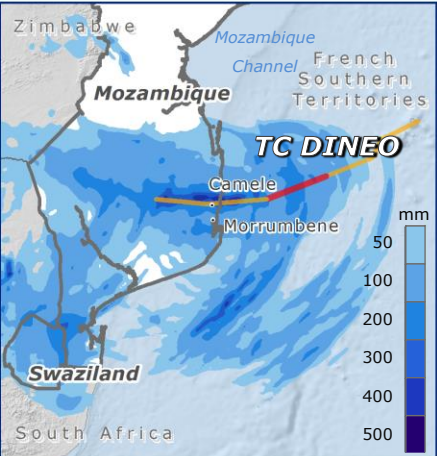 Zimbabwe
Mozambique
Channel
French
Southern
Territories
Mozambique
TC DINEO
Camele
Morrumbene
mm
50
100
200
300
400
500
Swaziland
South Africa